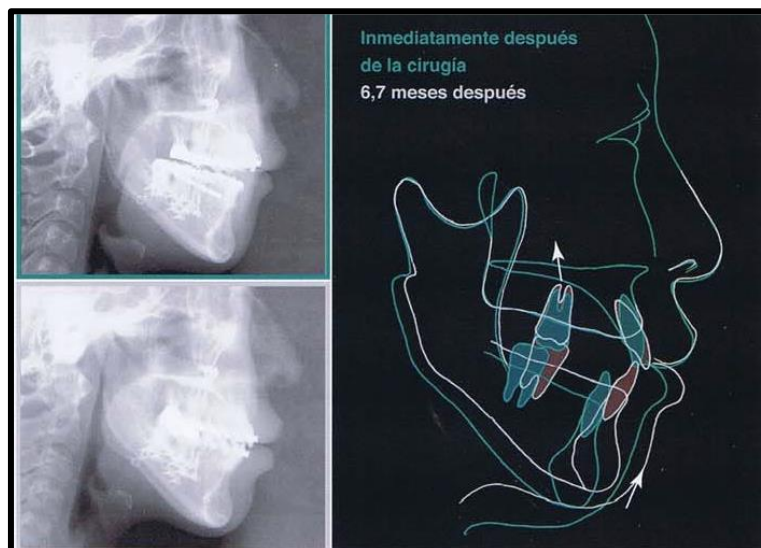 Inmediatamente después
de la cirugía
6,7 meses después